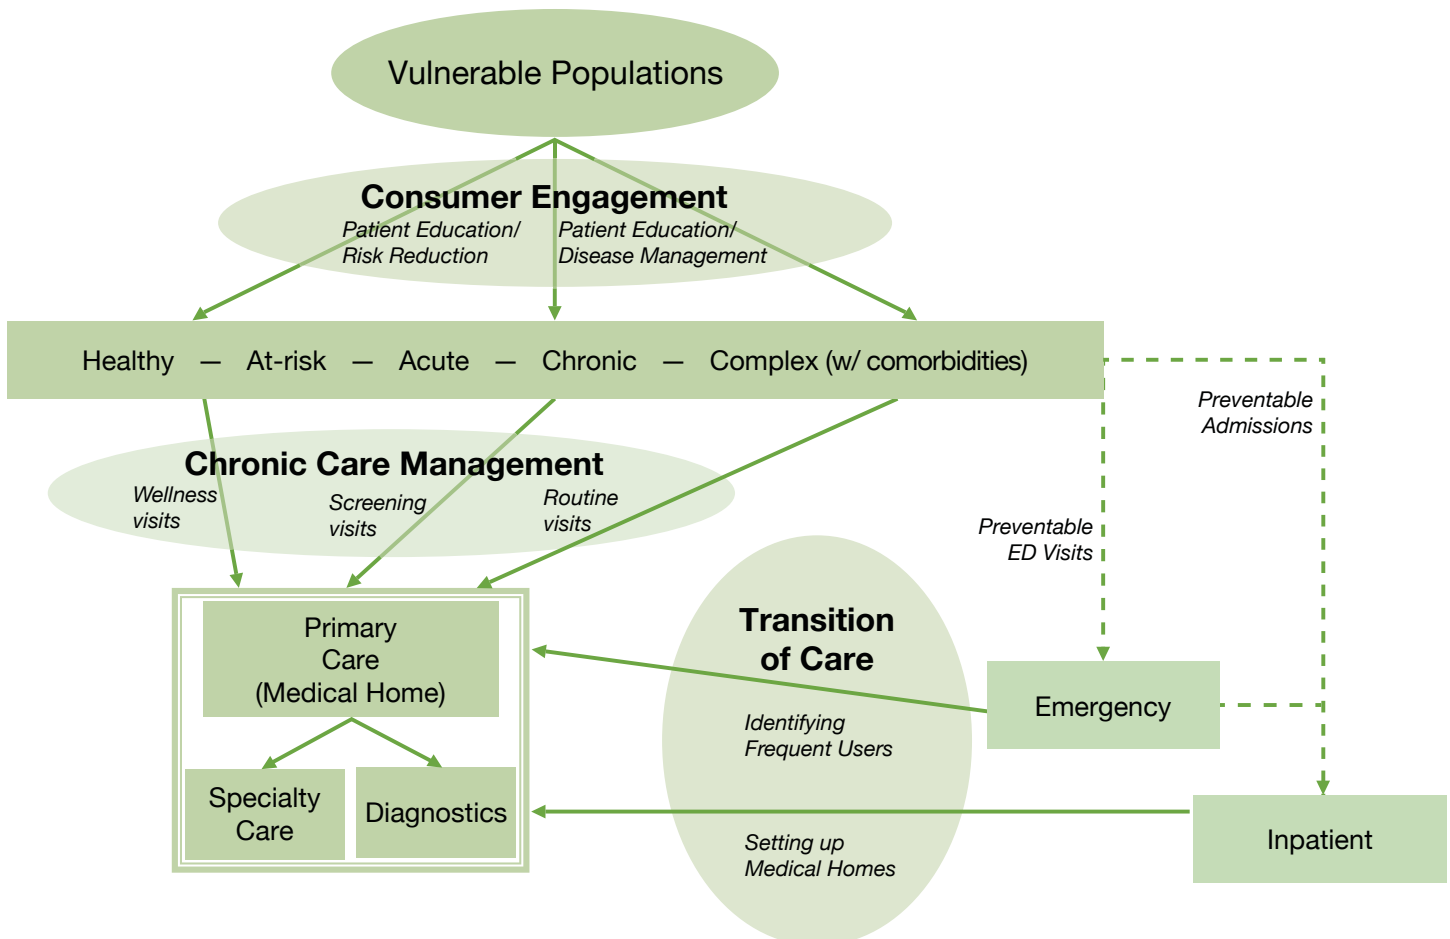 Vulnerable Populations
Consumer Engagement
Patient Education/
Risk Reduction
Patient Education/
Disease Management
Healthy — At-risk — Acute — Chronic — Complex (w/ comorbidities)
Preventable
Admissions
Chronic Care Management
Wellness
visits
Screening
visits
Routine
visits
Preventable
ED Visits
Primary
Care
(Medical Home)
Specialty
Care
Diagnostics
Transition
of Care
Identifying
Frequent Users
Setting up
Medical Homes
Emergency
Inpatient